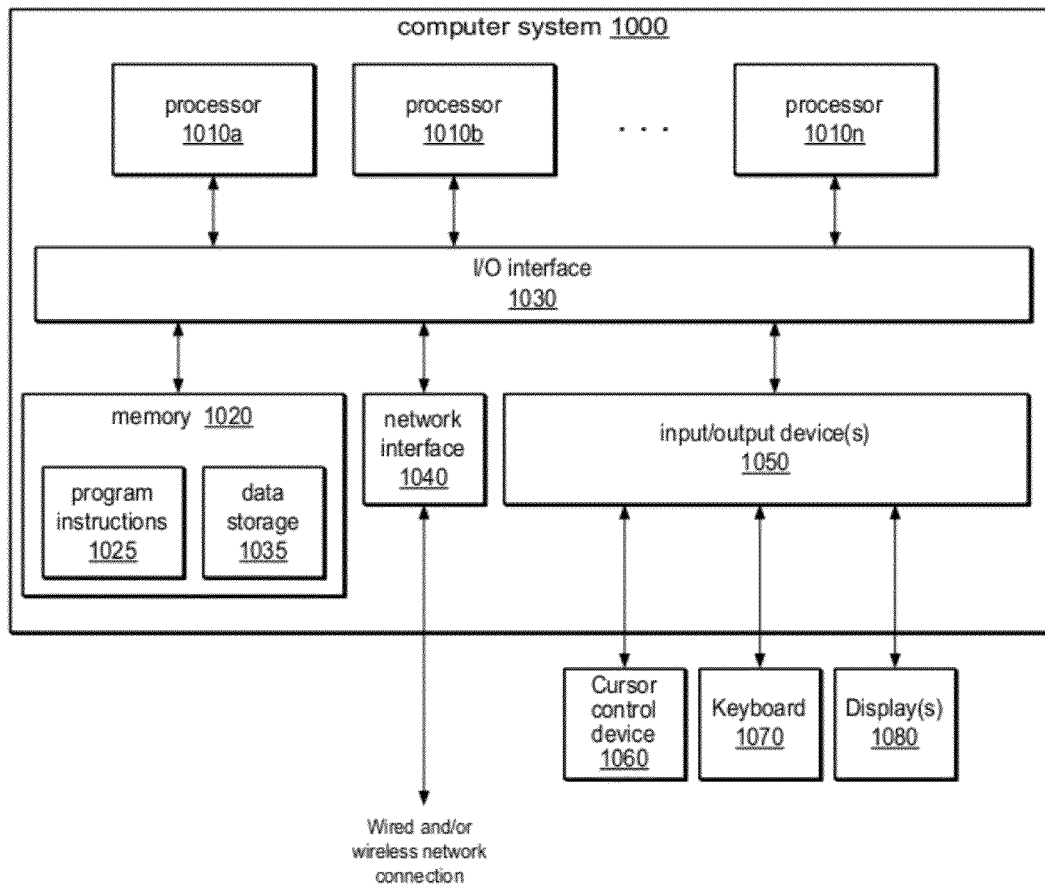 computer system 1000
processor
1010a
processor
1010b
. . .
processor
1010n
I/O interface
1030
memory 1020
program
instructions
1025
data
storage
1035
network
interface
1040
input/output device(s)
1050
Cursor
control
device
1060
Keyboard
1070
Display(s)
1080
Wired and/or
wireless network
connection